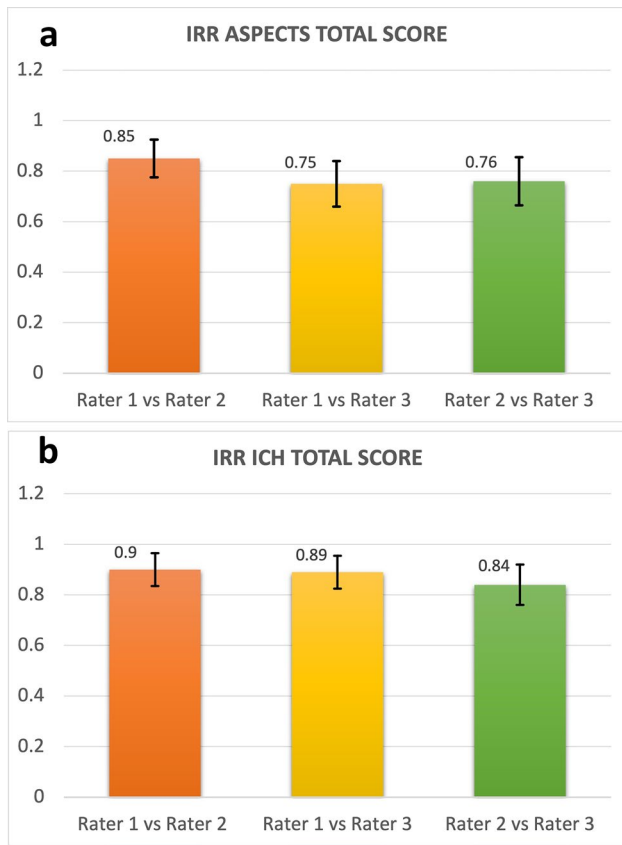 a
IRR ASPECTS TOTAL SCORE
1.2
1
0.8
0.6
0.4
0.2
0
0.85
0.75
0.76
Rater 1 vs Rater 2
Rater 1 vs Rater 3
Rater 2 vs Rater 3
b
IRR ICH TOTAL SCORE
1.2
1
0.8
0.6
0.4
0.2
0
0.9
0.89
0.84
Rater 1 vs Rater 2
Rater 1 vs Rater 3
Rater 2 vs Rater 3